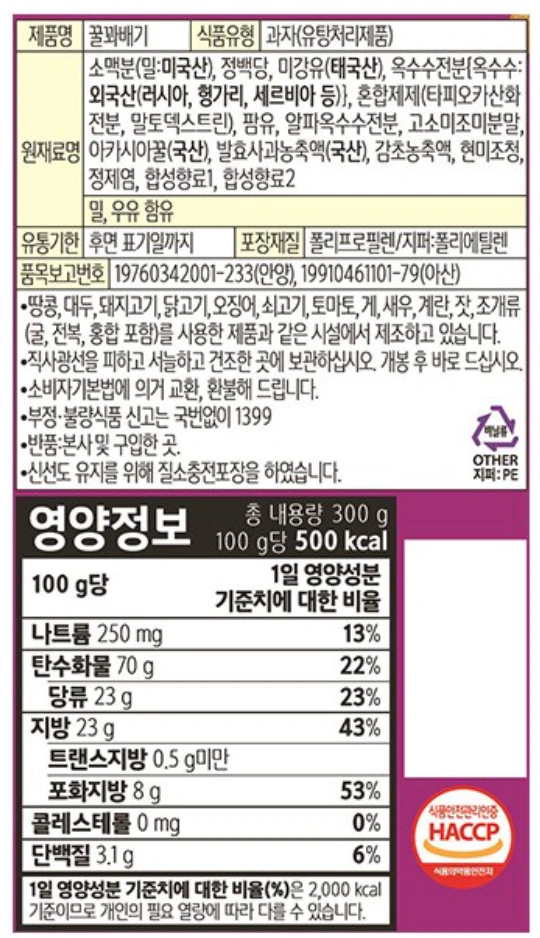 제품명 꿀꽈배기 식품유형 과자(유탕처리제품)
원재료명
소맥분(밀:미국산), 정백당, 미강유(태국산), 옥수수전분{옥수수:
외국산(러시아, 헝가리, 세르비아 등)}, 혼합제제(타피오카산화
전분, 말토덱스트린), 팜유, 알파옥수수전분, 고소미조미분말,
아카시아꿀(국산), 발효사과농축액(국산), 감초농축액, 현미조청,
정제염, 합성향료1, 합성향료2
밀, 우유 함유
유통기한 후면 표기일까지 포장재질 폴리프로필렌/지퍼:폴리에틸렌
품목보고번호 19760342001-233(안양), 19910461101-79(아산)
•땅콩, 대두, 돼지고기, 닭고기, 오징어, 쇠고기, 토마토, 게, 새우, 계란, 잣, 조개류
(굴, 전복, 홍합 포함)를 사용한 제품과 같은 시설에서 제조하고 있습니다.
•직사광선을 피하고 서늘하고 건조한 곳에 보관하십시오. 개봉 후 바로 드십시오.
•소비자기본법에 의거 교환, 환불해 드립니다.
•부정·불량식품 신고는 국번없이 1399
•반품:본사 및 구입한 곳.
•신선도 유지를 위해 질소충전포장을 하였습니다.
비닐류
OTHER
지퍼: PE
영양정보
총 내용량 300 g
100 g당 500 kcal
100 g당
1일 영양성분
기준치에 대한 비율
나트륨 250 mg 13%
탄수화물 70 g 22%
당류 23 g 23%
지방 23 g 43%
트랜스지방 0.5 g미만
포화지방 8 g 53%
콜레스테롤 0 mg 0%
단백질 3.1 g 6%
1일 영양성분 기준치에 대한 비율(%)은 2,000 kcal
기준이므로 개인의 필요 열량에 따라 다를 수 있습니다.
식품안전관리인증
HACCP
식품의약품안전처